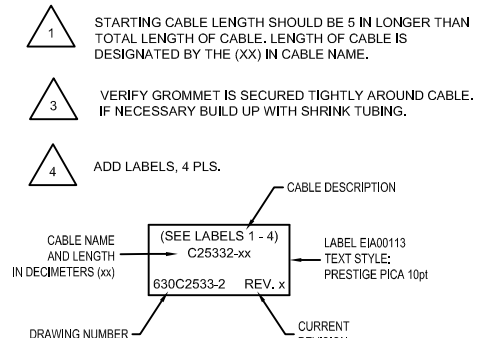 1
STARTING CABLE LENGTH SHOULD BE 5 IN LONGER THAN
TOTAL LENGTH OF CABLE. LENGTH OF CABLE IS
DESIGNATED BY THE (XX) IN CABLE NAME.
3
VERIFY GROMMET IS SECURED TIGHTLY AROUND CABLE.
IF NECESSARY BUILD UP WITH SHRINK TUBING.
4
ADD LABELS, 4 PLS.
CABLE DESCRIPTION
CABLE NAME
AND LENGTH
IN DECIMETERS (xx)
(SEE LABELS 1 - 4)
C25332-xx
630C2533-2 REV. x
LABEL EIA00113
TEXT STYLE:
PRESTIGE PICA 10pt
DRAWING NUMBER
CURRENT